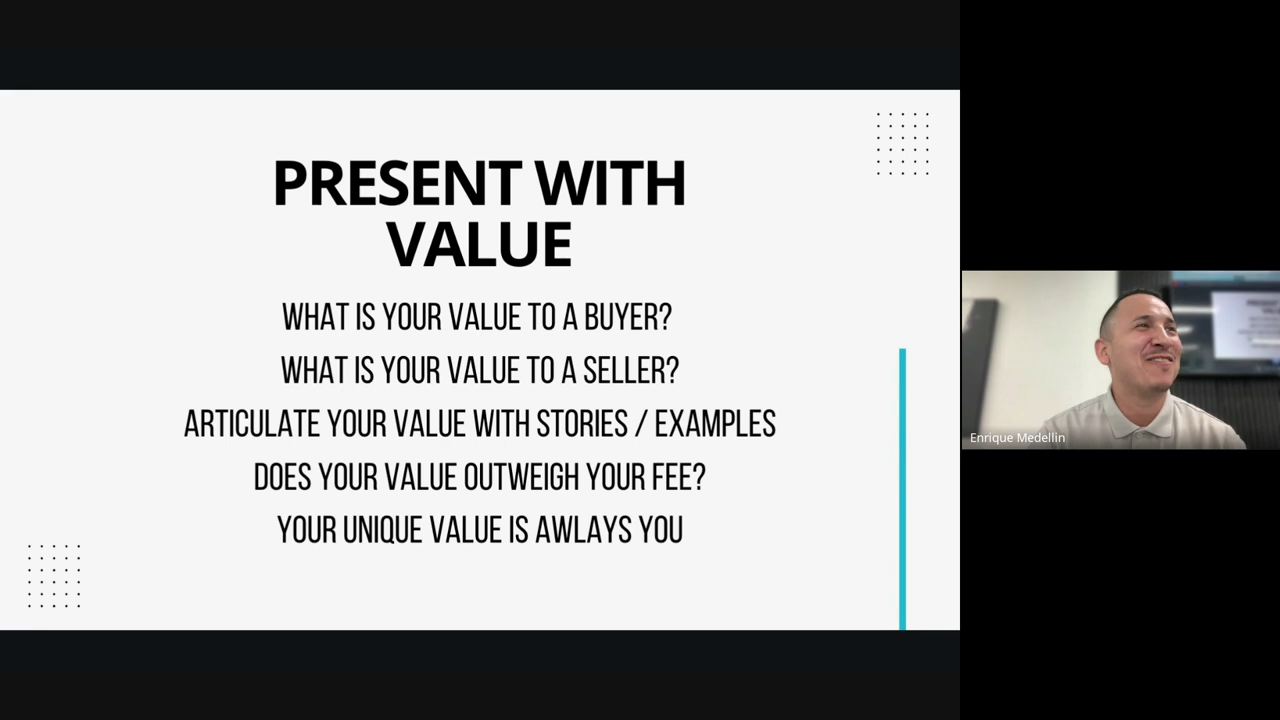 PRESENT WITH
VALUE
WHAT IS YOUR VALUE TO A BUYER?
WHAT IS YOUR VALUE TO A SELLER?
ARTICULATE YOUR VALUE WITH STORIES / EXAMPLES
DOES YOUR VALUE OUTWEIGH YOUR FEE?
YOUR UNIQUE VALUE IS AWLAYS YOU
Enrique Medellin